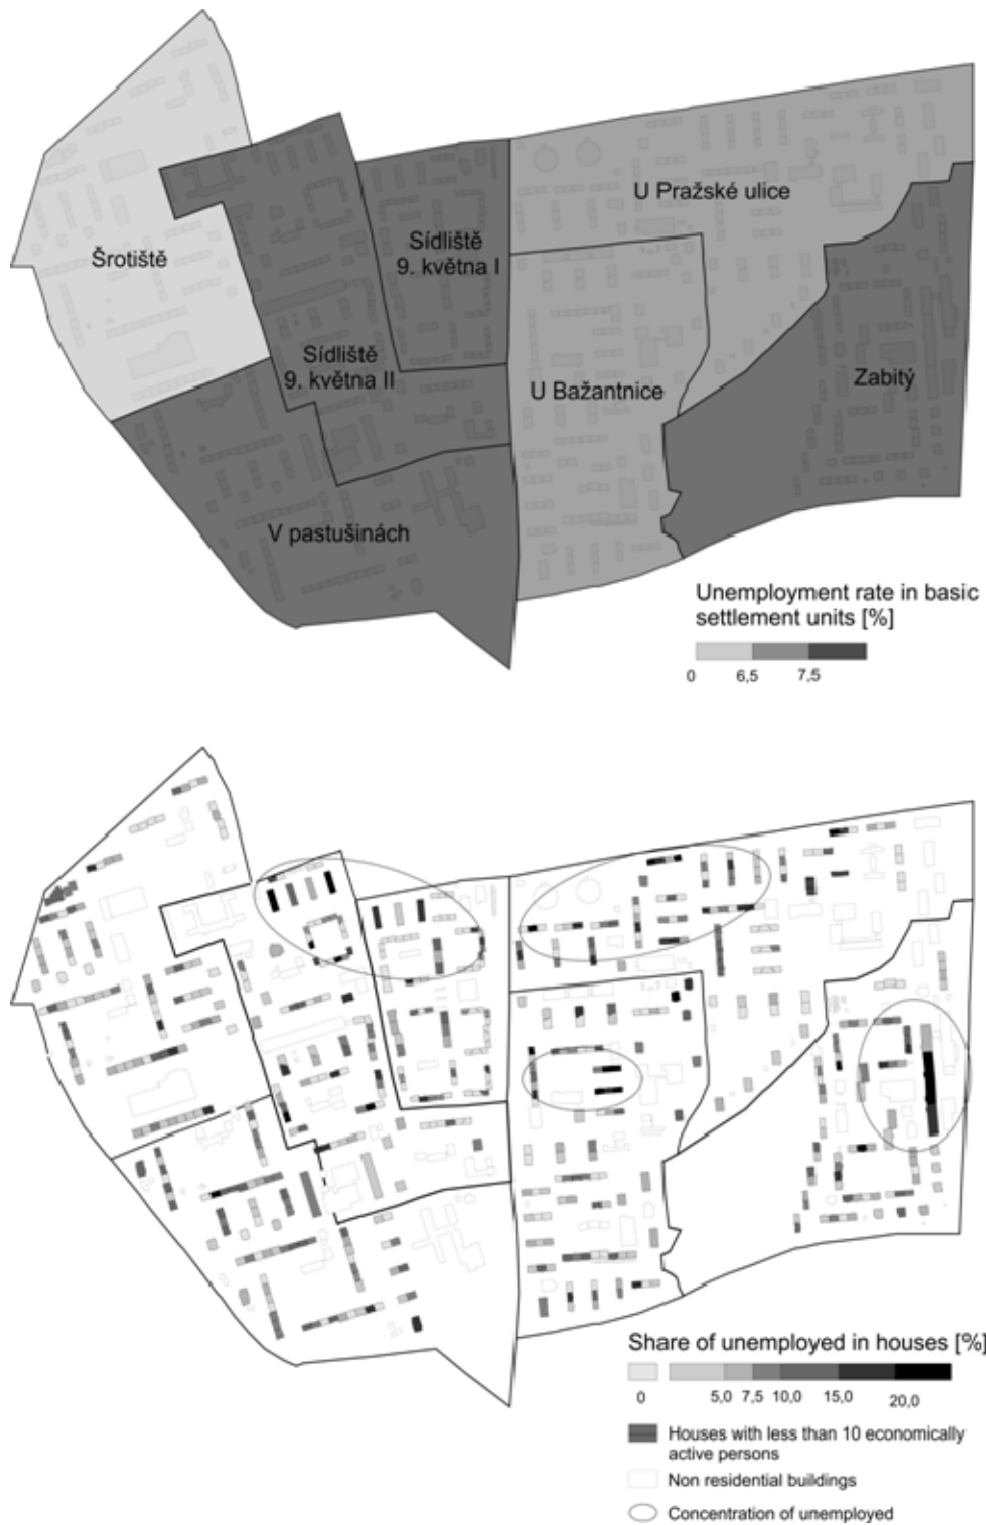 U Pražské ulice
Sídliště
9. května I
Šrotiště
Sídliště
9. května II
U Bažantnice
Zabitý
V pastušinách
Unemployment rate in basic
settlement units [%]
0 6,5 7,5
Share of unemployed in houses [%]
0 5,0 7,5 10,0 15,0 20,0
Houses with less than 10 economically
active persons
Non residential buildings
Concentration of unemployed